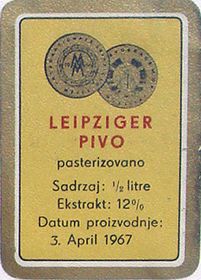 LEIPZIGER
PIVO
pasterizovano
Sadrzaj: ½ litre
Ekstrakt: 12%
Datum proizvodnje:
3. April 1967